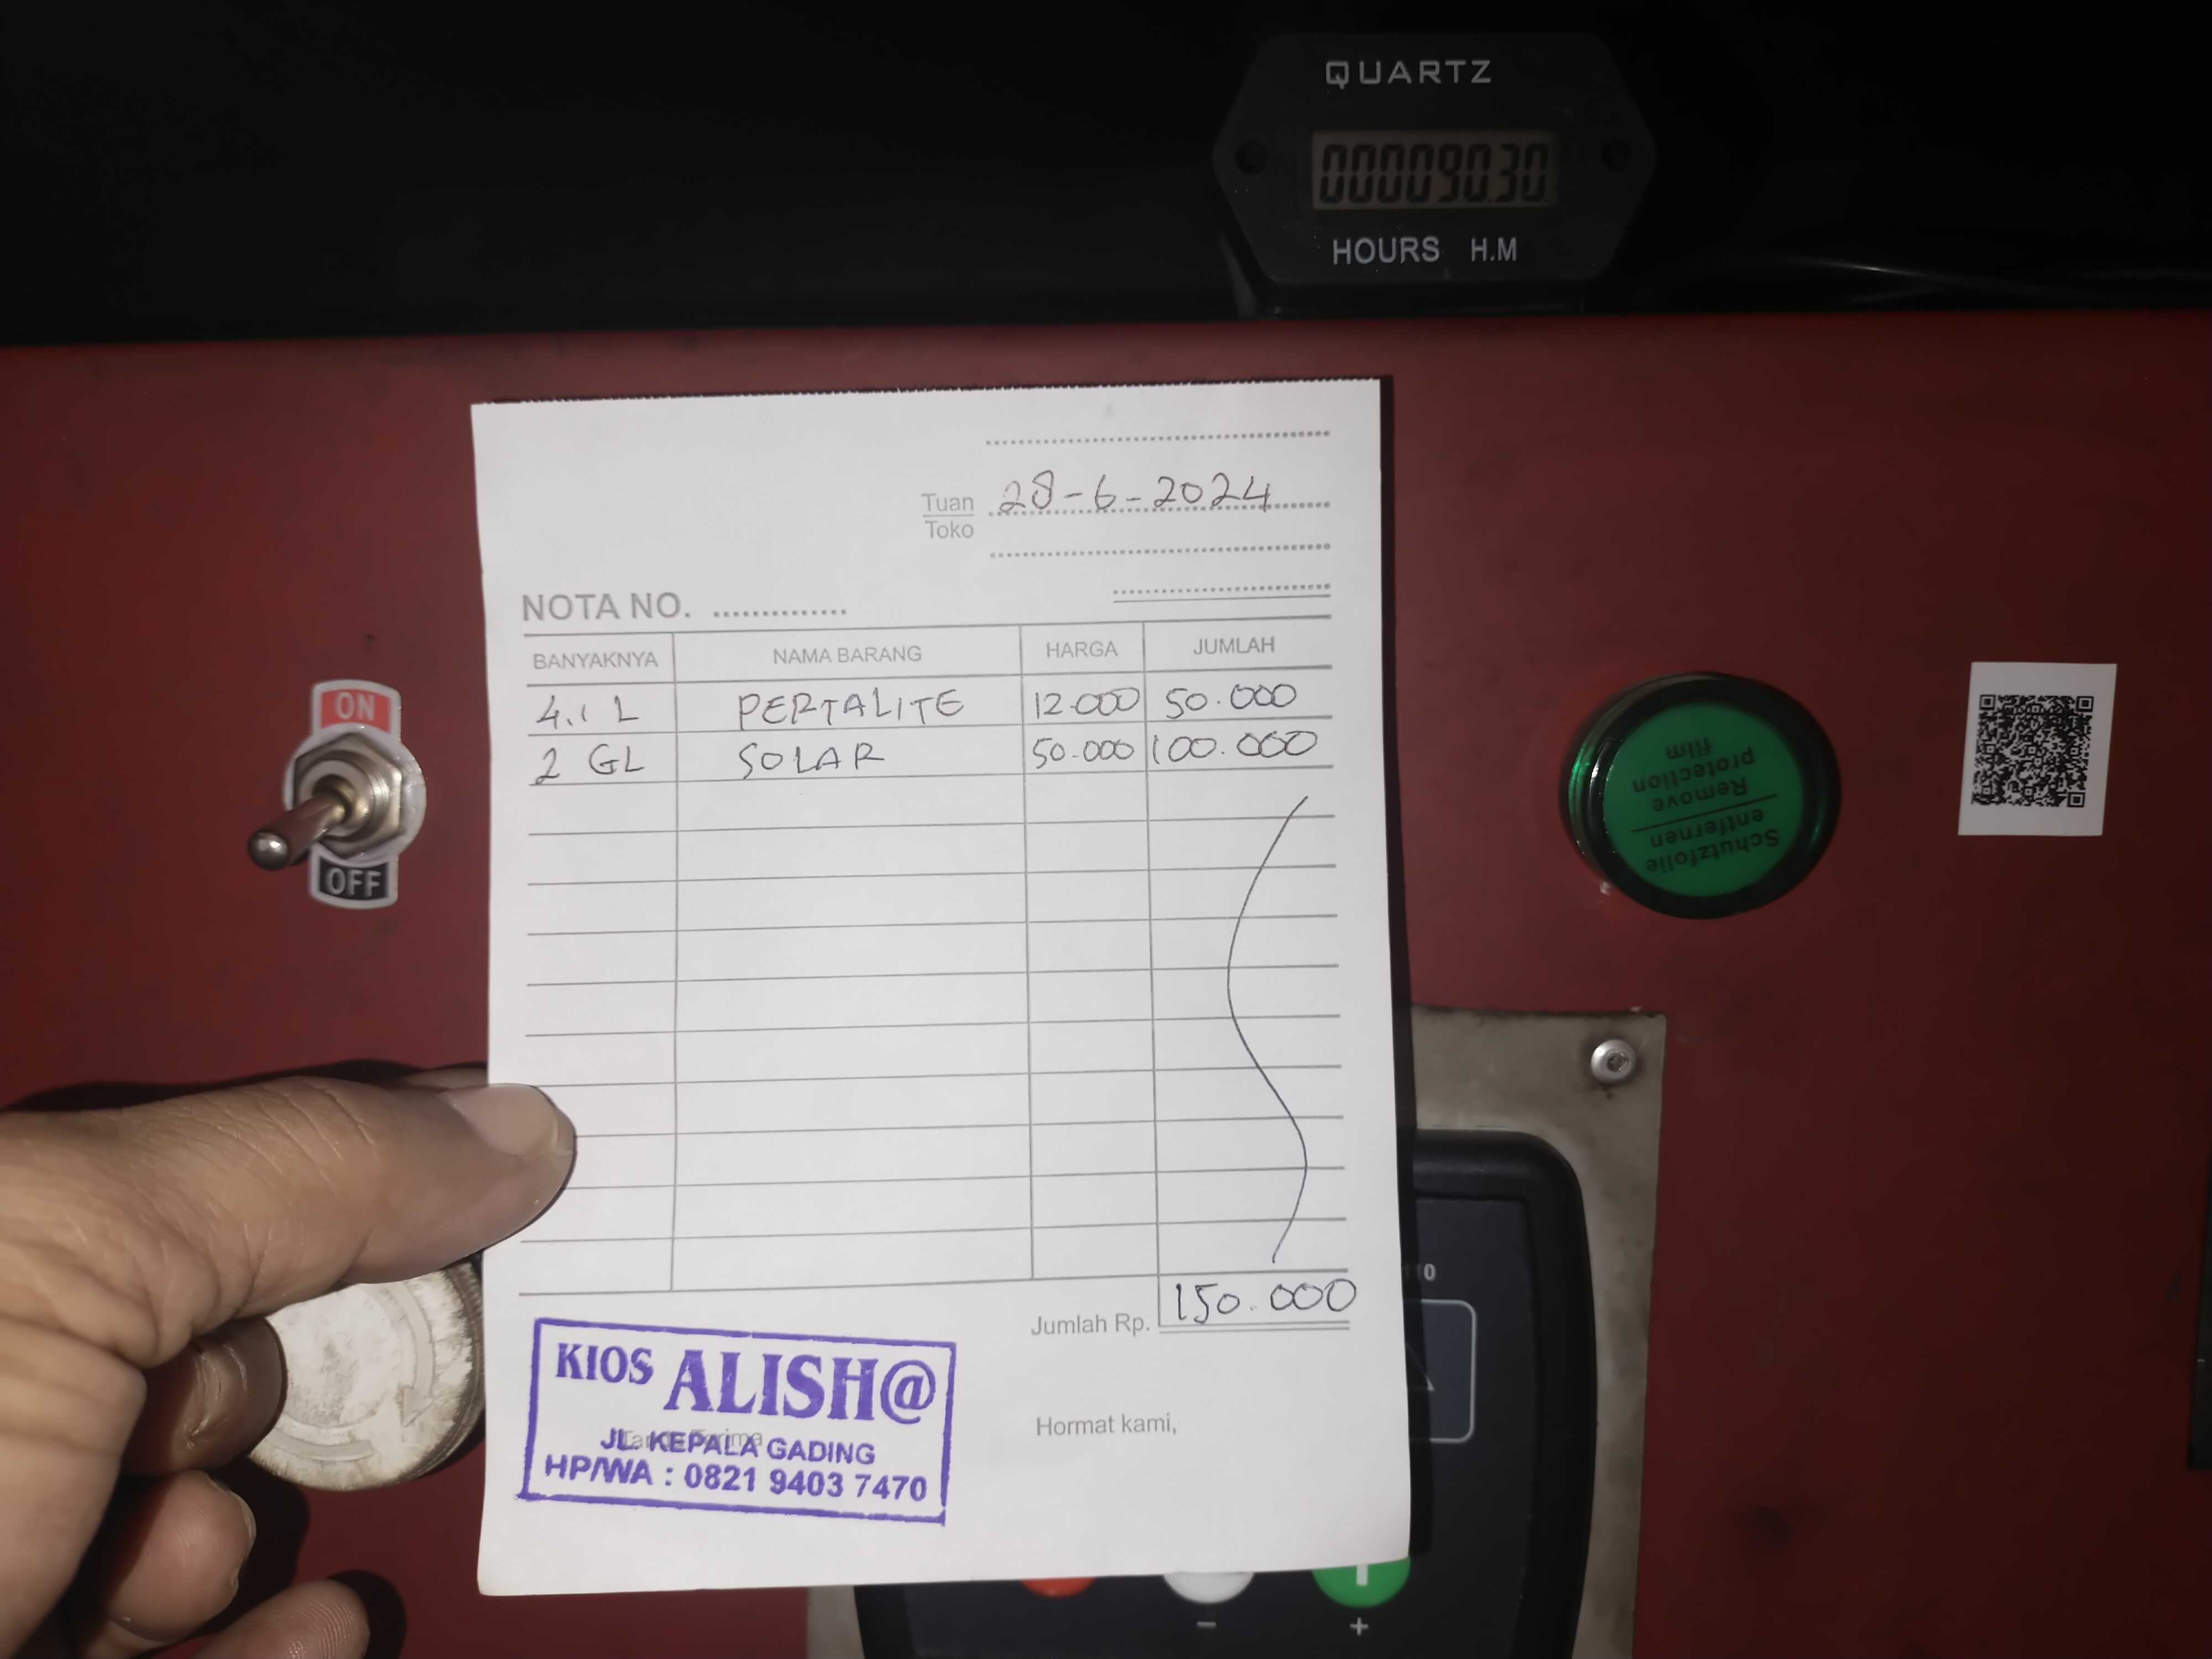 QUARTZ
00009030
HOURS H.M
28-6-2024
Tuan
Toko
NOTA NO.
BANYAKNYA NAMA BARANG HARGA JUMLAH
4.1 L PERTALITE 12.000 50.000
2 GL SOLAR 50.000 100.000
Jumlah Rp. 150.000
KIOS ALISH@
JL. KEPALA GADING
HP/WA : 0821 9403 7470
Hormat kami,
ON
OFF
Schutzfolie
entfernen
Remove
protection
film
10
- +